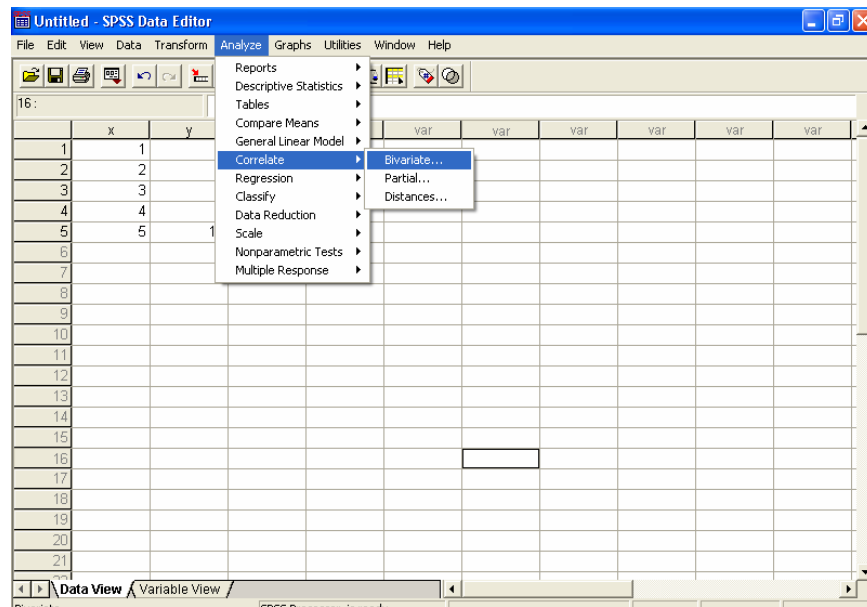 Untitled - SPSS Data Editor
File Edit View Data Transform Analyze Graphs Utilities Window Help
16 :
Reports
Descriptive Statistics
Tables
Compare Means
General Linear Model
Correlate
Regression
Classify
Data Reduction
Scale
Nonparametric Tests
Multiple Response
Bivariate...
Partial...
Distances...
x y var var var var var var
1 1
2 2
3 3
4 4
5 5 1
6
7
8
9
10
11
12
13
14
15
16
17
18
19
20
21
Data View Variable View